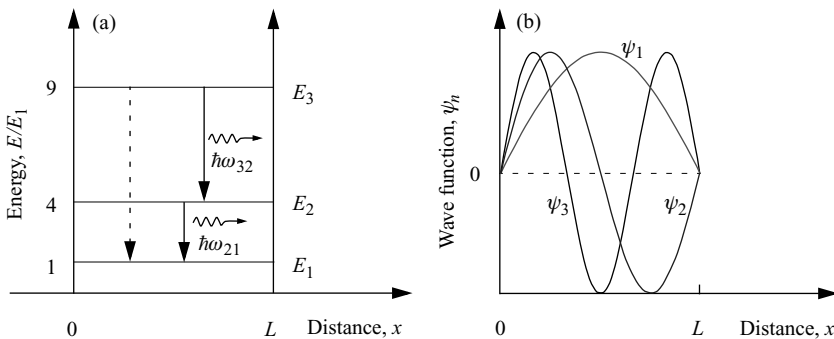 (a)
Energy, E/E₁
9
4
1
E₃
E₂
E₁
ħω₃₂
ħω₂₁
0
L
Distance, x
(b)
Wave function, ψₙ
0
ψ₁
ψ₃
ψ₂
0
L
Distance, x